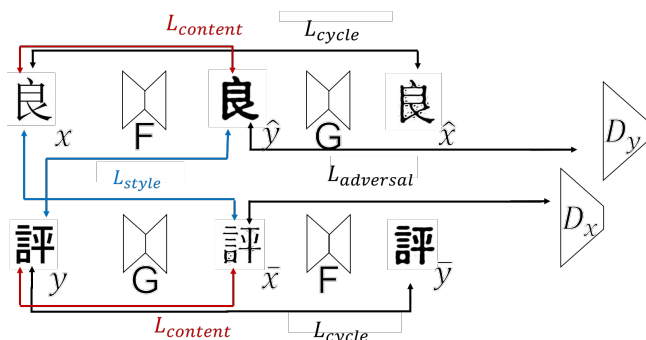 L_content
L_cycle
良 良 良
x F ŷ G x̂
D_y
L_style
L_adversal
D_x
評 評 評
y G x̄ F ȳ
L_content
L_cycle